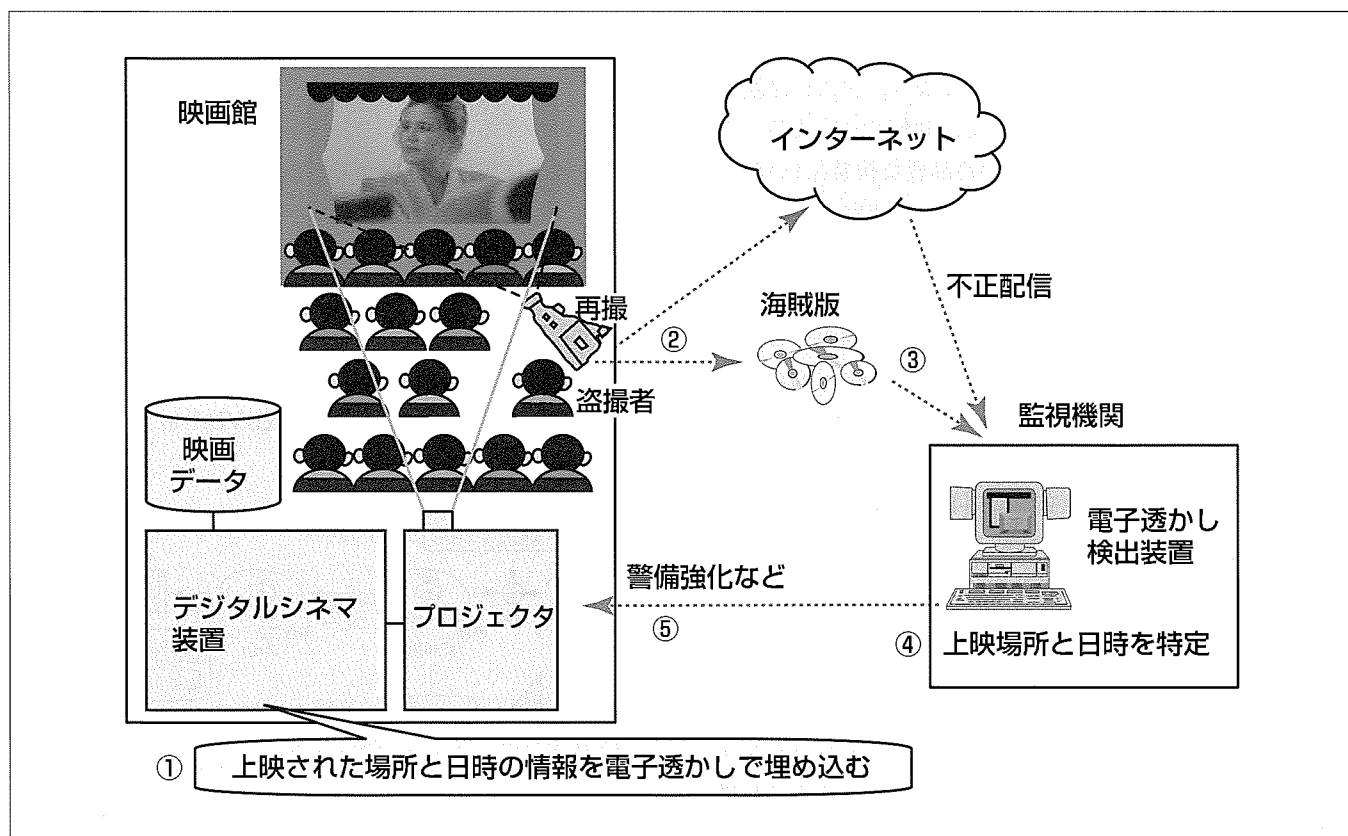 映画館
インターネット
再撮
②
海賊版
不正配信
③
盗撮者
監視機関
映画
データ
電子透かし
検出装置
警備強化など
⑤
デジタルシネマ
装置
プロジェクタ
④
上映場所と日時を特定
①
上映された場所と日時の情報を電子透かしで埋め込む